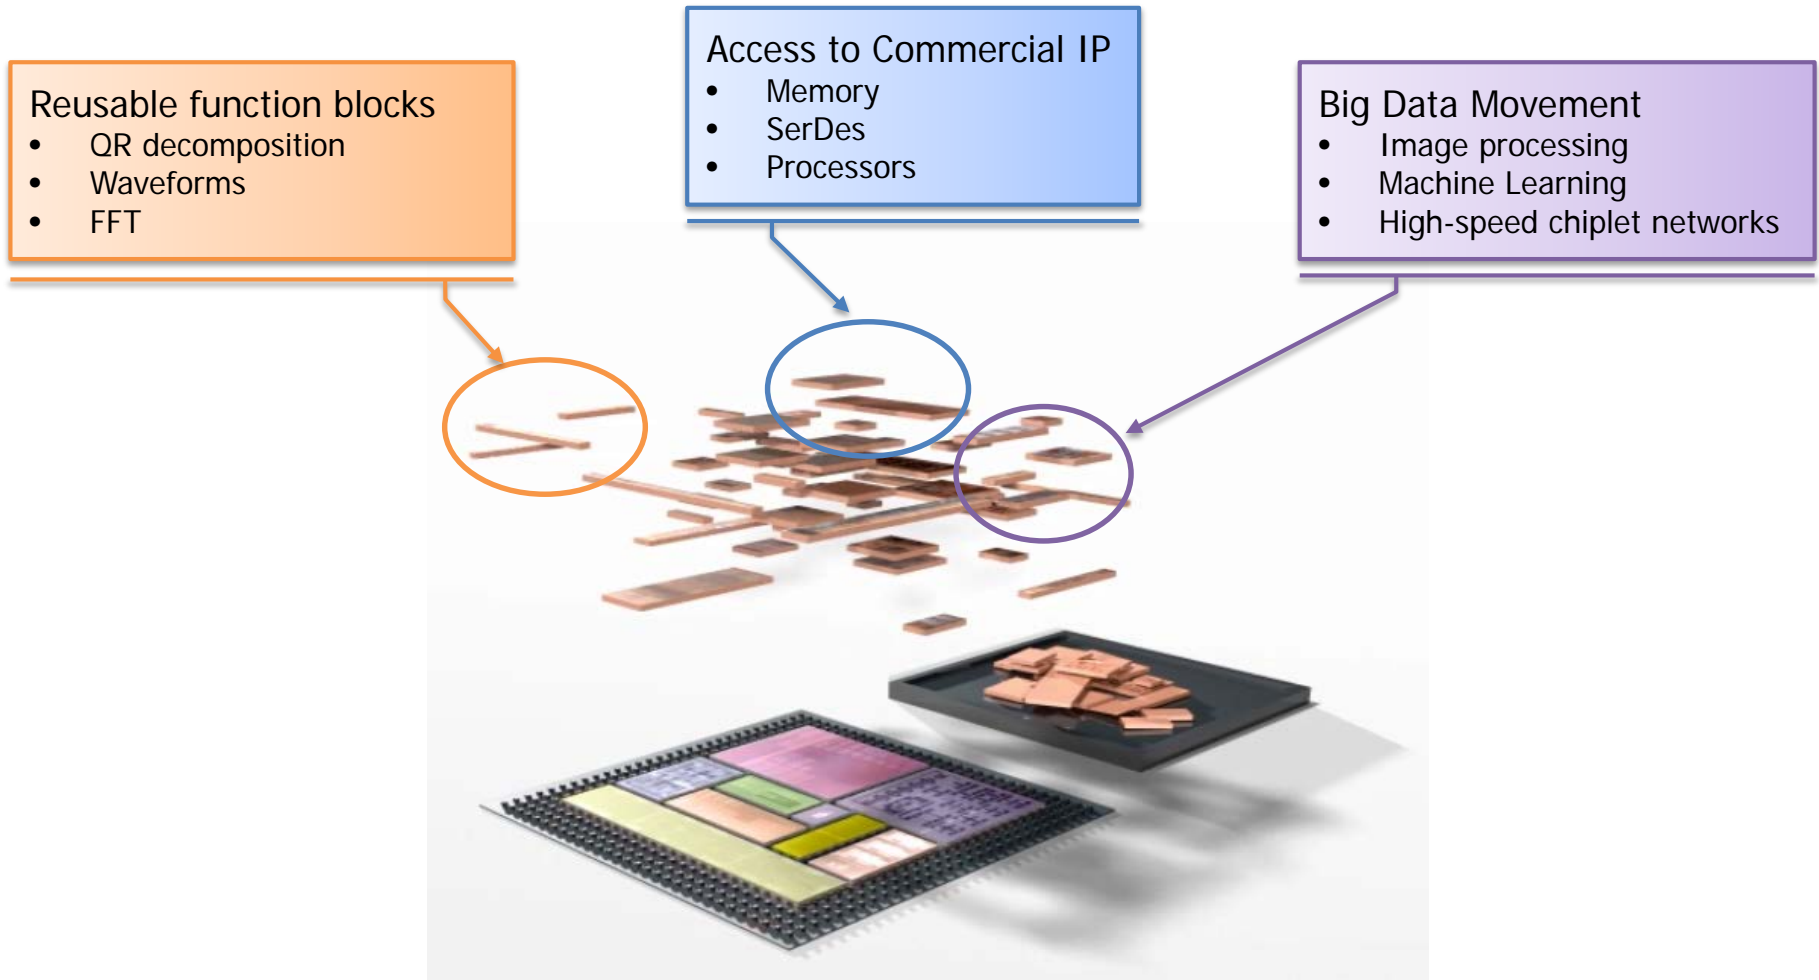 Reusable function blocks
• QR decomposition
• Waveforms
• FFT
Access to Commercial IP
• Memory
• SerDes
• Processors
Big Data Movement
• Image processing
• Machine Learning
• High-speed chiplet networks